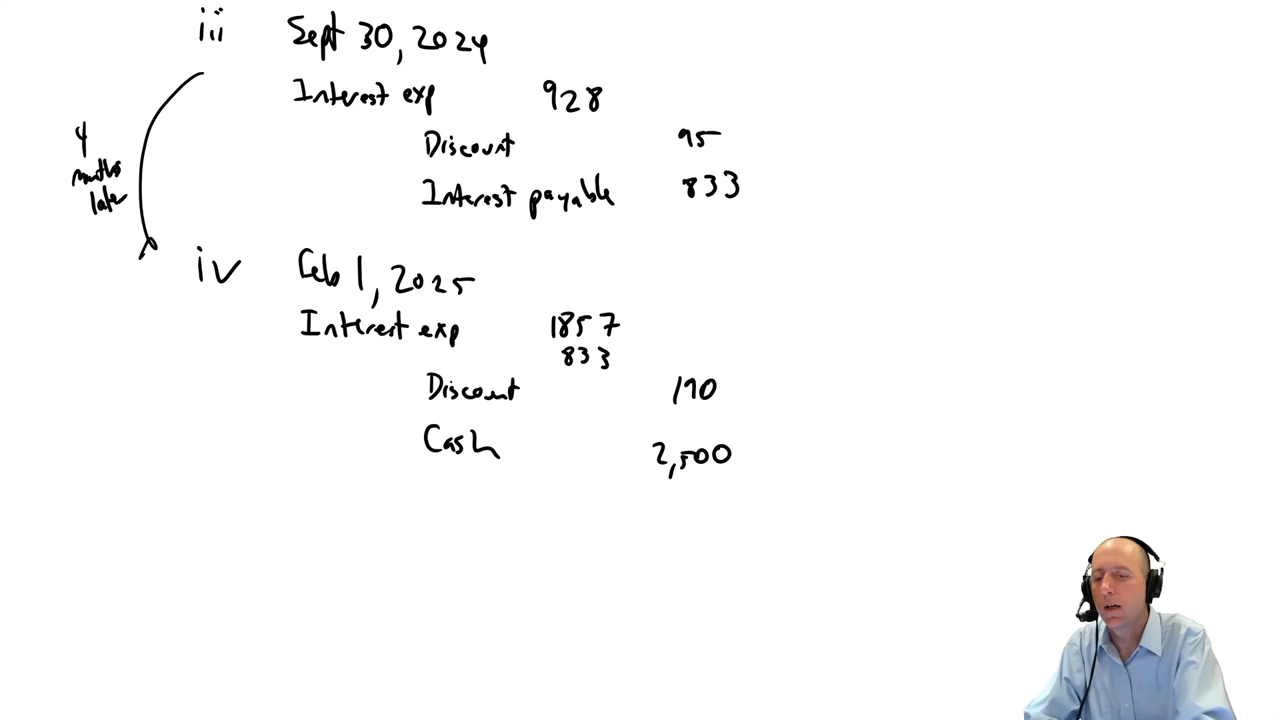 iii Sept 30, 2024
Interest exp 928
Discount 95
Interest payable 833
4 months later
iv Feb 1, 2025
Interest exp 1857
833
Discount 190
Cash 2,500